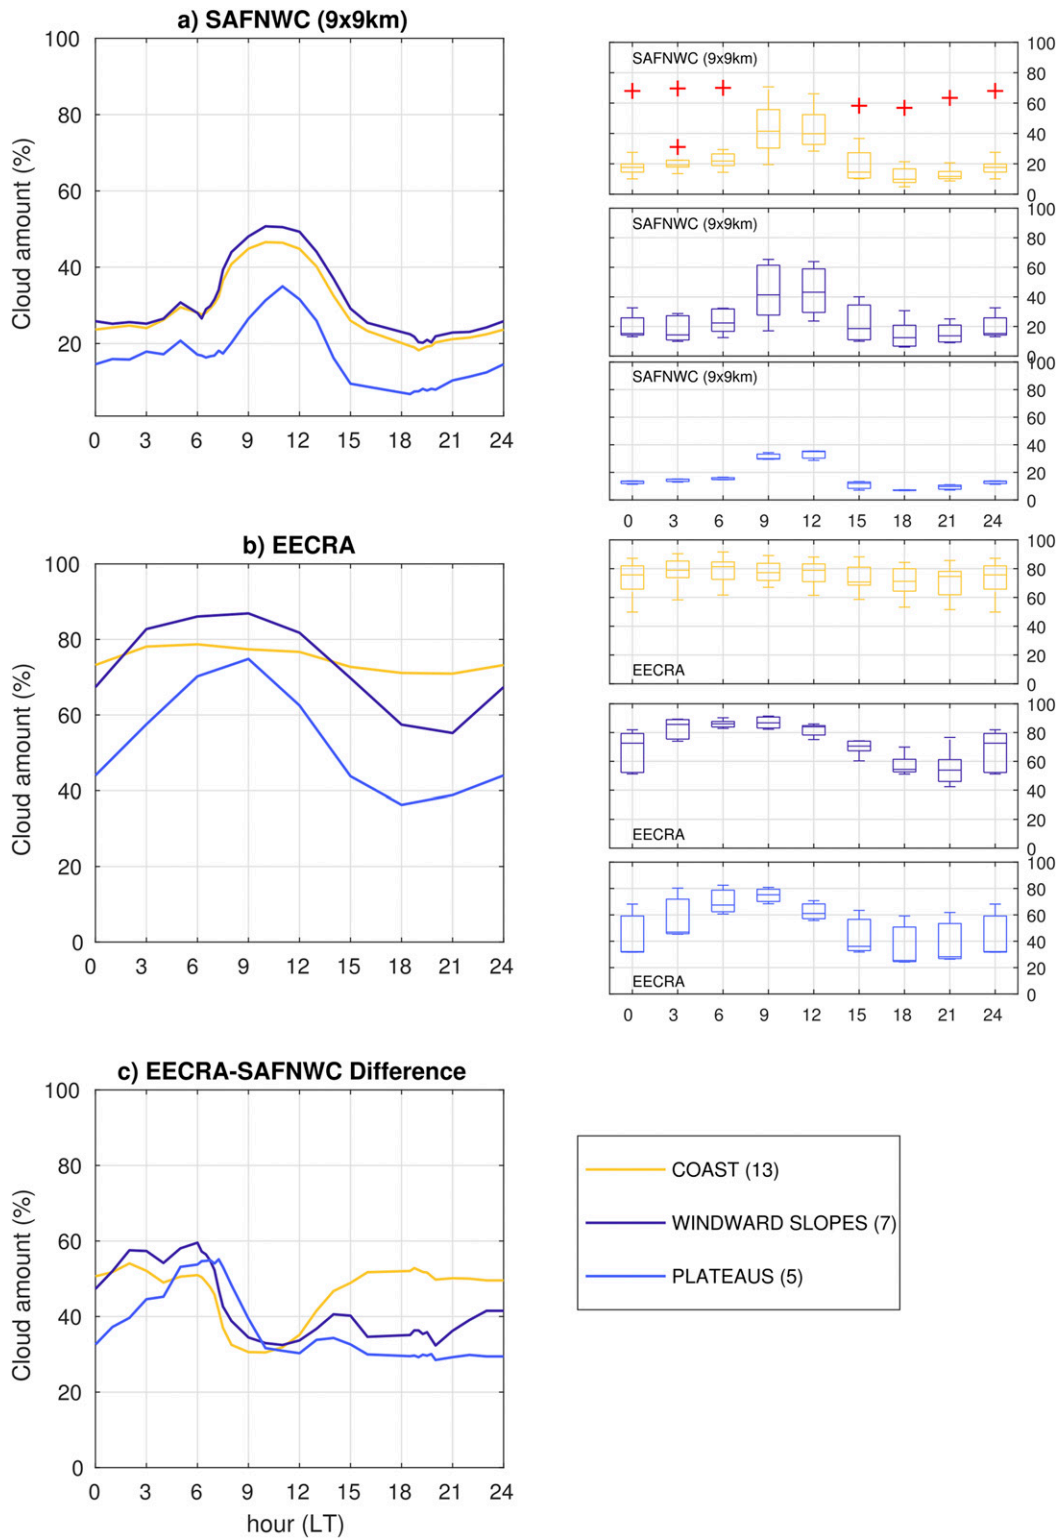 a) SAFNWC (9x9km)
100
80
60
40
20
Cloud amount (%)
0 3 6 9 12 15 18 21 24
SAFNWC (9x9km)
100
80
60
40
20
0
SAFNWC (9x9km)
100
80
60
40
20
0
SAFNWC (9x9km)
100
80
60
40
20
0
0 3 6 9 12 15 18 21 24
b) EECRA
100
80
60
40
20
0
Cloud amount (%)
0 3 6 9 12 15 18 21 24
100
80
60
40
20
0
EECRA
100
80
60
40
20
0
EECRA
100
80
60
40
20
0
EECRA
0 3 6 9 12 15 18 21 24
c) EECRA-SAFNWC Difference
100
80
60
40
20
0
Cloud amount (%)
0 3 6 9 12 15 18 21 24
hour (LT)
COAST (13)
WINDWARD SLOPES (7)
PLATEAUS (5)